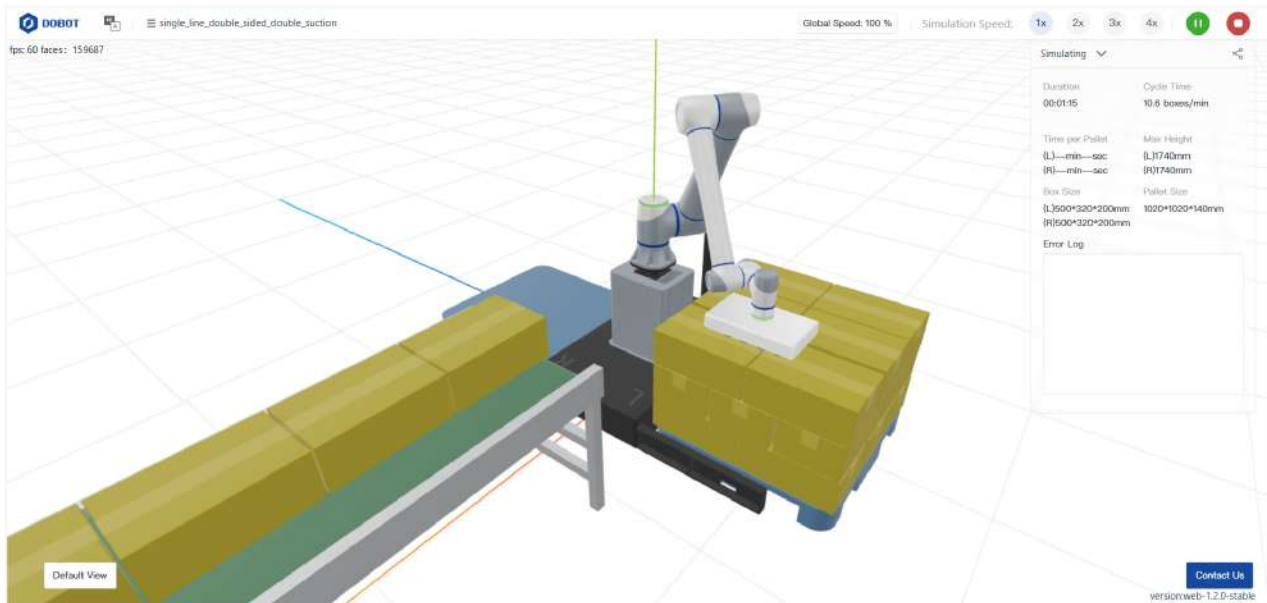 DOBOT
single_line_double_sided_double_suction
Global Speed: 100 %
Simulation Speed:
1x
2x
3x
4x
fps: 60 faces: 159687
Simulating
Duration
Cycle Time
00:01:15
10.6 boxes/min
Time per Pallet
Max Height
(L)---min---sec
(L)1740mm
(R)---min---sec
(R)1740mm
Box Size
Pallet Size
(L)500*320*200mm
1020*1020*140mm
(R)500*320*200mm
Error Log
L
Default View
Contact Us
version:web-1.2.0-stable